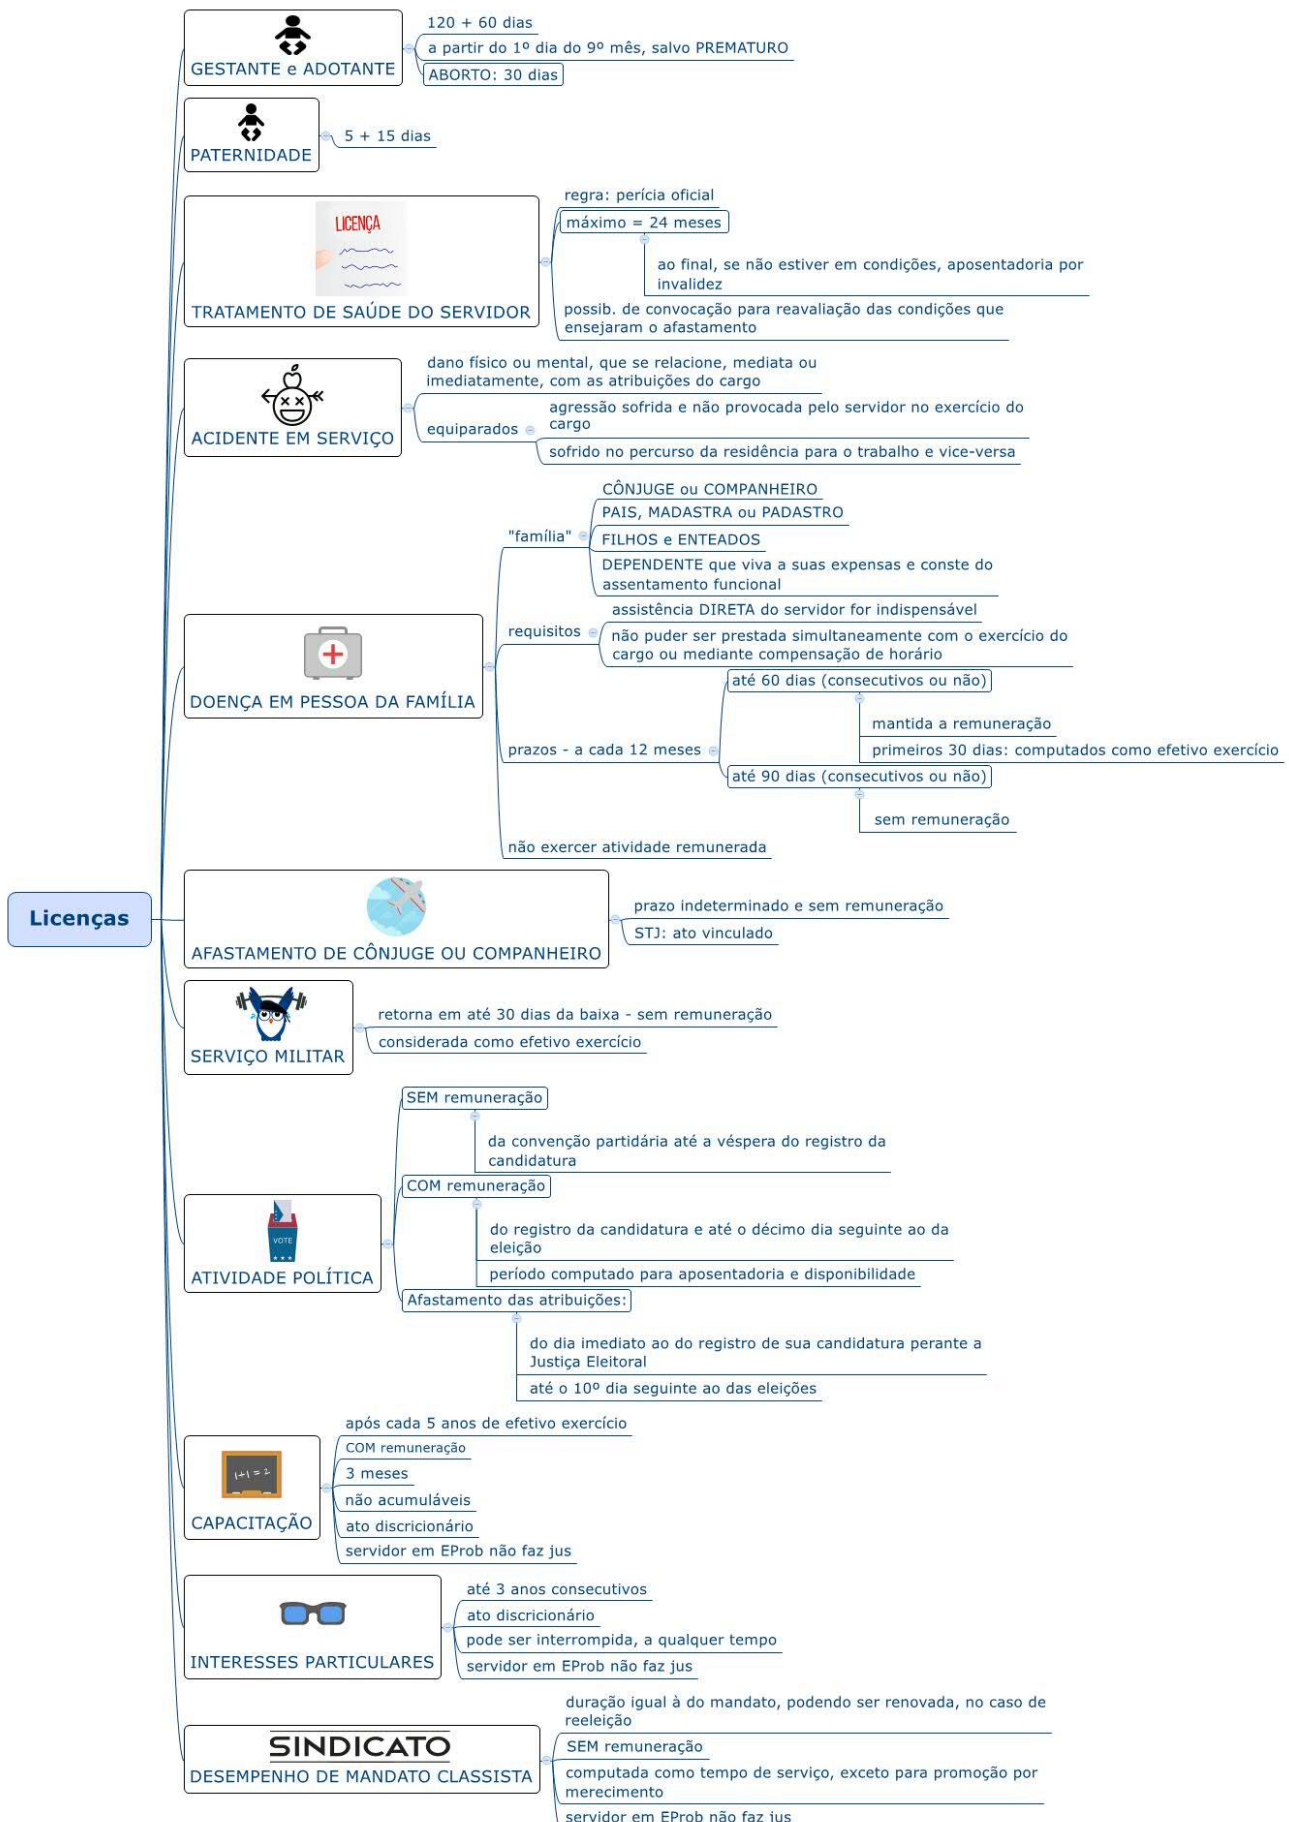 120 + 60 dias
a partir do 1º dia do 9º mês, salvo PREMATURO
GESTANTE e ADOTANTE
ABORTO: 30 dias
5 + 15 dias
PATERNIDADE
regra: perícia oficial
LICENÇA
máximo = 24 meses
ao final, se não estiver em condições, aposentadoria por
invalidez
TRATAMENTO DE SAÚDE DO SERVIDOR
possib. de convocação para reavaliação das condições que
ensejaram o afastamento
dano físico ou mental, que se relacione, mediata ou
imediatamente, com as atribuições do cargo
ACIDENTE EM SERVIÇO
equiparados
agressão sofrida e não provocada pelo servidor no exercício do
cargo
sofrido no percurso da residência para o trabalho e vice-versa
"família"
CÔNJUGE ou COMPANHEIRO
PAIS, MADASTRA ou PADASTRO
FILHOS e ENTEADOS
DEPENDENTE que viva a suas expensas e conste do
assentamento funcional
requisitos
assistência DIRETA do servidor for indispensável
não puder ser prestada simultaneamente com o exercício do
cargo ou mediante compensação de horário
DOENÇA EM PESSOA DA FAMÍLIA
prazos - a cada 12 meses
até 60 dias (consecutivos ou não)
mantida a remuneração
primeiros 30 dias: computados como efetivo exercício
até 90 dias (consecutivos ou não)
sem remuneração
não exercer atividade remunerada
Licenças
prazo indeterminado e sem remuneração
STJ: ato vinculado
AFASTAMENTO DE CÔNJUGE OU COMPANHEIRO
retorna em até 30 dias da baixa - sem remuneração
considerada como efetivo exercício
SERVIÇO MILITAR
SEM remuneração
da convenção partidária até a véspera do registro da
candidatura
COM remuneração
do registro da candidatura e até o décimo dia seguinte ao da
eleição
período computado para aposentadoria e disponibilidade
VOTE
ATIVIDADE POLÍTICA
Afastamento das atribuições:
do dia imediato ao do registro de sua candidatura perante a
Justiça Eleitoral
até o 10º dia seguinte ao das eleições
após cada 5 anos de efetivo exercício
COM remuneração
1+1 = 2
3 meses
não acumuláveis
CAPACITAÇÃO
ato discricionário
servidor em EProb não faz jus
até 3 anos consecutivos
ato discricionário
pode ser interrompida, a qualquer tempo
INTERESSES PARTICULARES
servidor em EProb não faz jus
duração igual à do mandato, podendo ser renovada, no caso de
reeleição
SINDICATO
SEM remuneração
DESEMPENHO DE MANDATO CLASSISTA
computada como tempo de serviço, exceto para promoção por
merecimento
servidor em EProb não faz jus